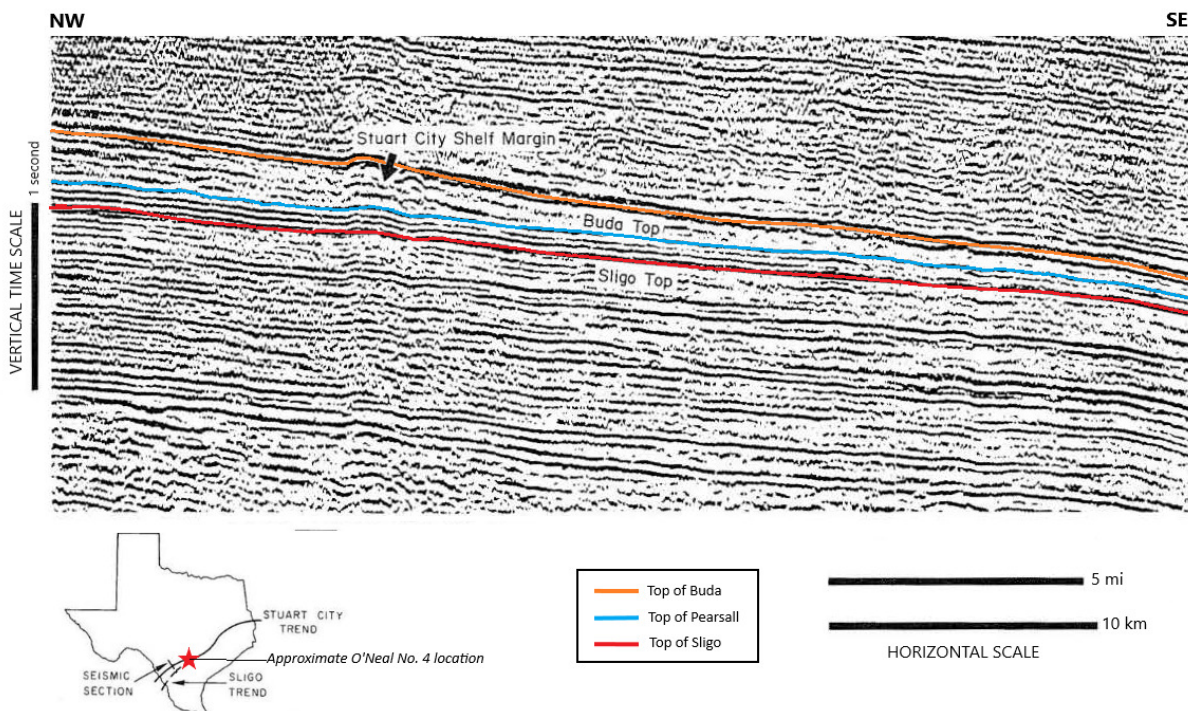 NW
SE
1 second
VERTICAL TIME SCALE
Stuart City Shelf Margin
Buda Top
Sligo Top
STUART CITY
TREND
Approximate O'Neal No. 4 location
SEISMIC
SECTION
SLIGO
TREND
Top of Buda
Top of Pearsall
Top of Sligo
5 mi
10 km
HORIZONTAL SCALE